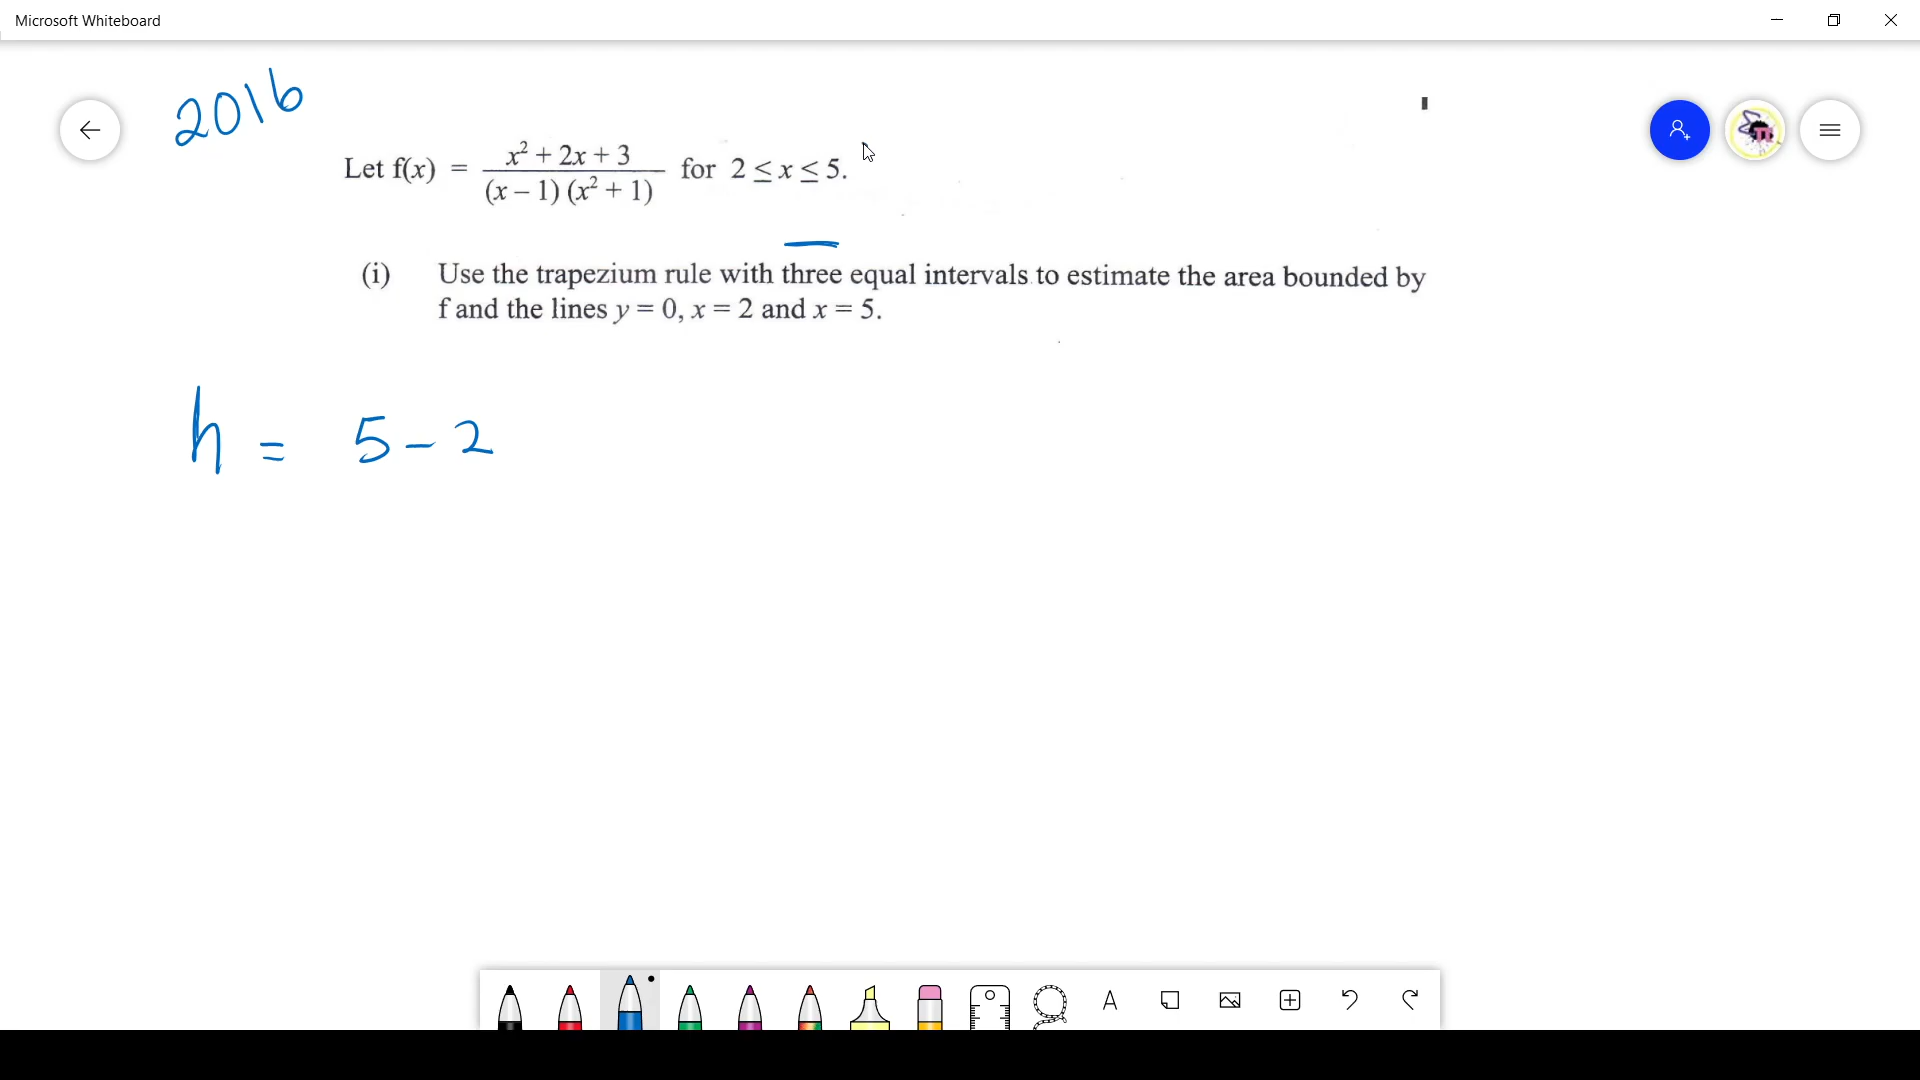 Microsoft Whiteboard
2016
Let f(x) = \frac{x² + 2x + 3}{(x – 1) (x² + 1)} for 2 ≤ x ≤ 5.
(i) Use the trapezium rule with three equal intervals to estimate the area bounded by
f and the lines y = 0, x = 2 and x = 5.
h = 5 - 2
A